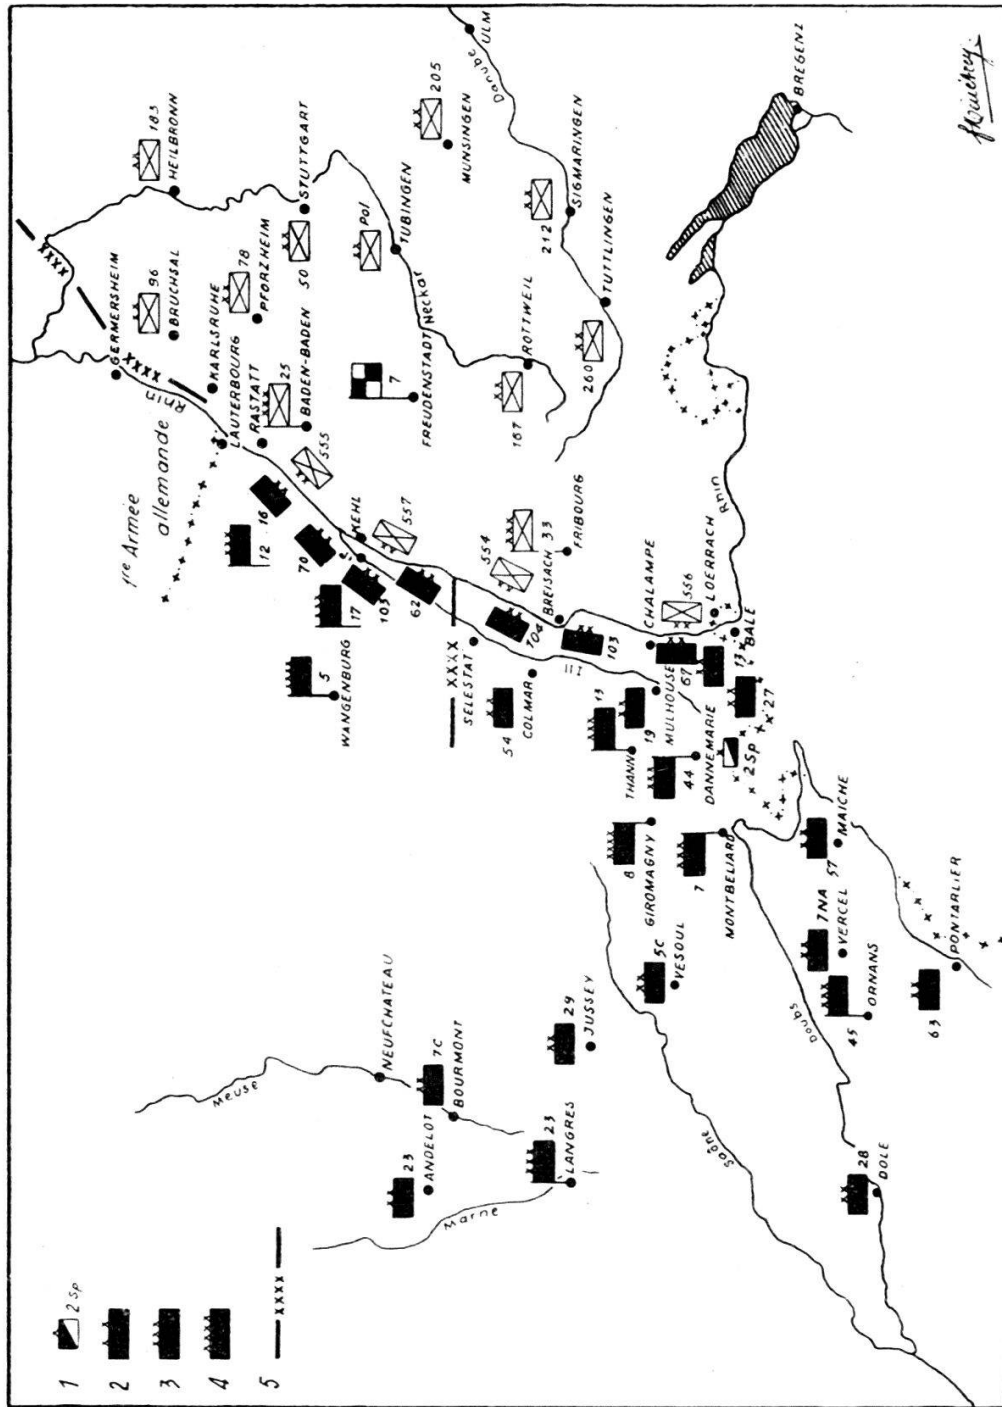 1
2 Sp
2
3
4
5
XXXX
Meuse
Marne
NEUFCHATEAU
BOURMONT
7C
ANDELOT
23
LANGRES
23
JUSSEY
29
VESOUL
5C
Doubs
DOLE
28
ORNANS
45
VERCEL
7NA
PONTARLIER
63
MAICHE
57
MONTBELIARD
7
GIROMAGNY
8
DANNEMARIE
44
THANN
13
MULHOUSE
19
2 Sp
27
BALE
13
67
LOERRACH
556
CHALAMPE
103
BREISACH
104
Ill
COLMAR
54
SELESTAT
XXXX
62
103
KEHL
557
554
FRIBOURG
33
WANGENBURG
5
17
70
12
16
555
1re Armée
allemande
Rhin
XXXX
XXXX
LAUTERBOURG
RASTATT
KARLSRUHE
GERMERSHEIM
BRUCHSAL
96
HEILBRONN
183
PFORZHEIM
78
STUTTGART
50
BADEN-BADEN
25
FREUDENSTADT
7
TUBINGEN
Pol
Neckar
ROTTWEIL
167
MUNSINGEN
205
SIGMARINGEN
212
TUTTLINGEN
260
Danube
ULM
BREGENZ
Rhin